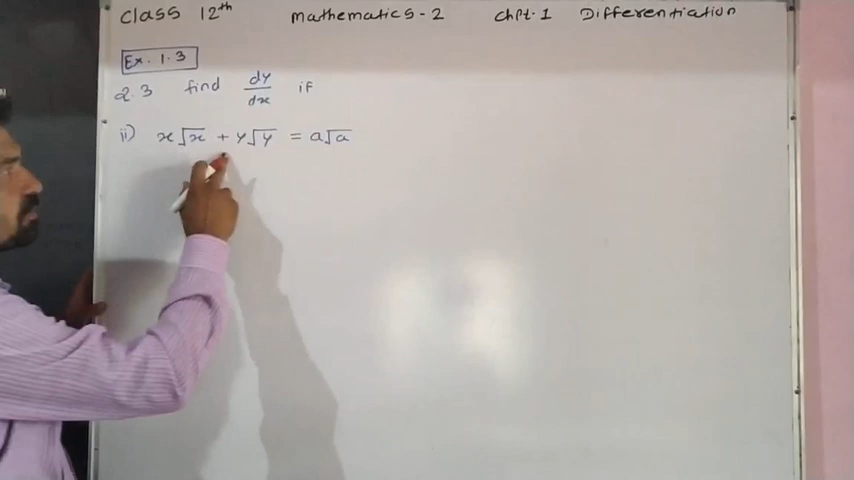 Class 12th Mathematics-2 Chpt.1 Differentiation
Ex. 1.3
Q.3 find dy/dx if
ii) x√x + y√y = a√a